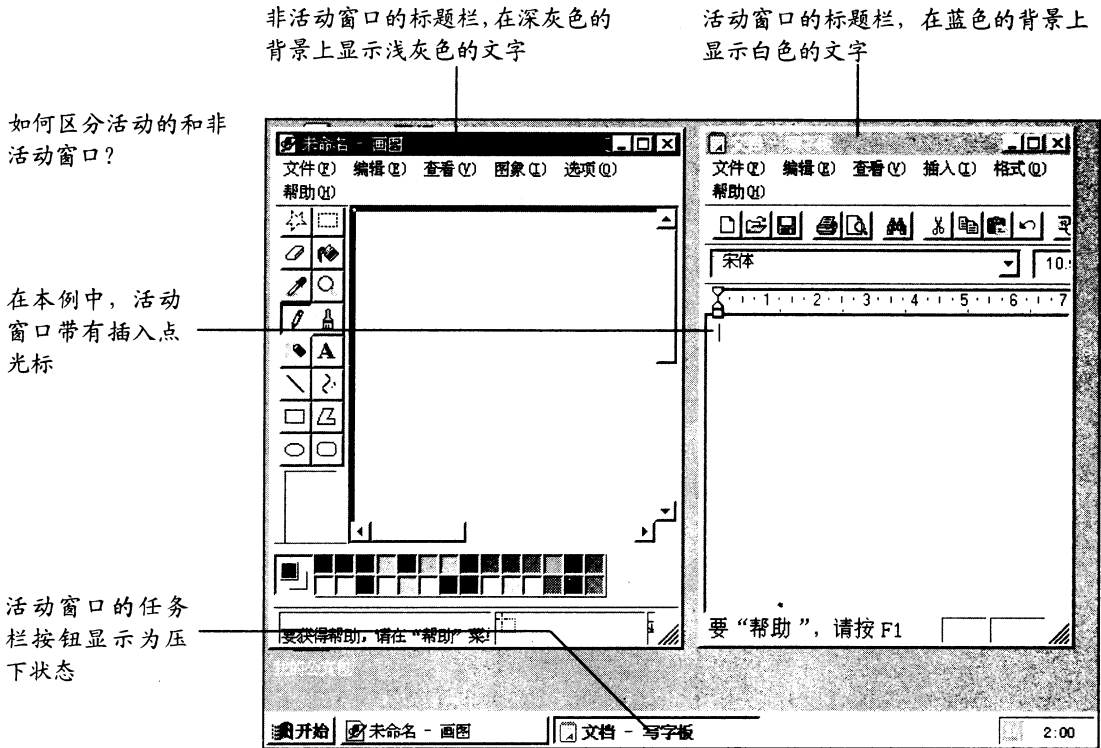 非活动窗口的标题栏,在深灰色的
背景上显示浅灰色的文字
活动窗口的标题栏，在蓝色的背景上
显示白色的文字
如何区分活动的和非
活动窗口？
未命名 - 画图
文件(F) 编辑(E) 查看(V) 图象(I) 选项(O)
帮助(H)
A
文件(F) 编辑(E) 查看(V) 插入(I) 格式(O)
帮助(H)
宋体
1 2 3 4 5 6 7
在本例中，活动
窗口带有插入点
光标
活动窗口的任务
栏按钮显示为压
下状态
要获得帮助，请在“帮助”菜
要“帮助”，请按 F1
开始
未命名 - 画图
文档 - 写字板
2:00